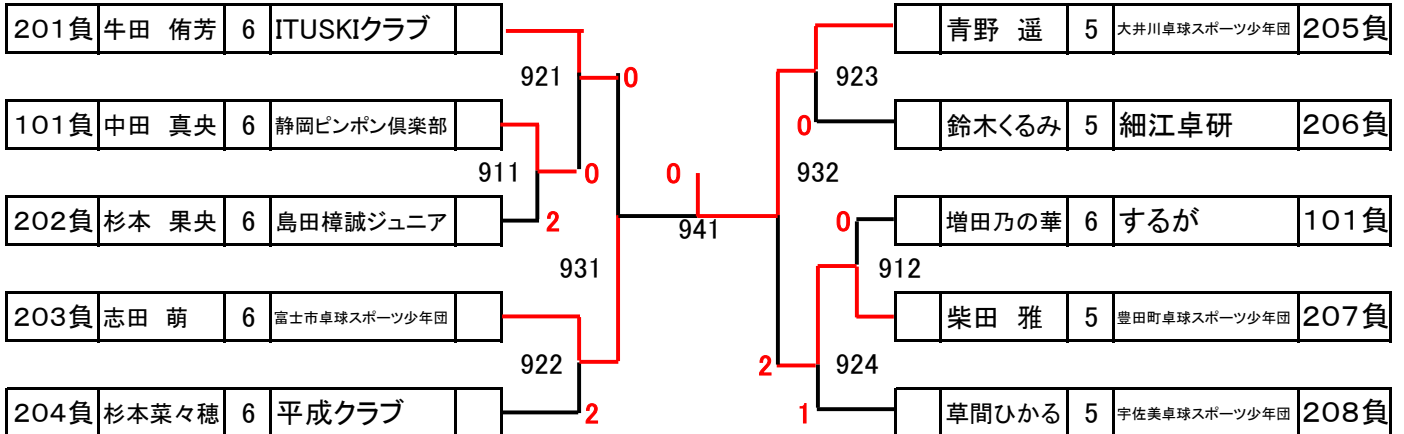 201負 牛田 侑芳 6 ITUSKIクラブ
101負 中田 真央 6 静岡ピンポン倶楽部
202負 杉本 果央 6 島田樟誠ジュニア
203負 志田 萌 6 富士市卓球スポーツ少年団
204負 杉本菜々穂 6 平成クラブ
921
0
911
0
2
931
922
2
0
941
923
0
932
0
912
2
924
1
青野 遥 5 大井川卓球スポーツ少年団 205負
鈴木くるみ 5 細江卓研 206負
増田乃の華 6 するが 101負
柴田 雅 5 豊田町卓球スポーツ少年団 207負
草間ひかる 5 宇佐美卓球スポーツ少年団 208負